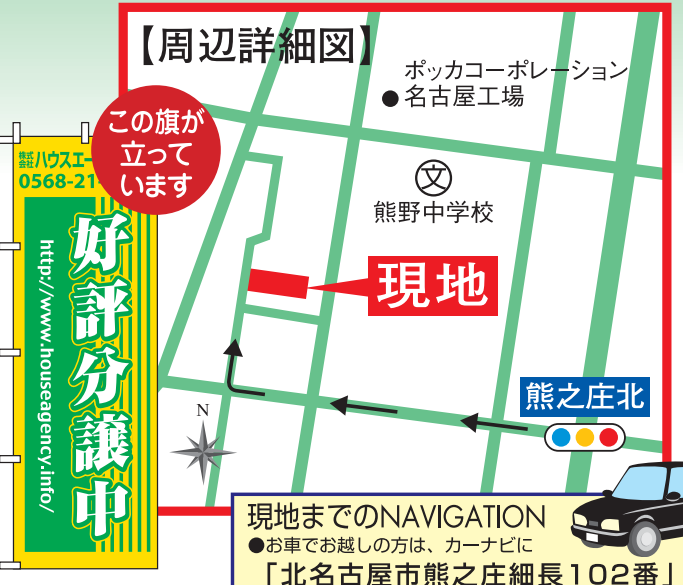 【周辺詳細図】
ポッカコーポレーション
●名古屋工場
この旗が
立って
います
株式会社ハウスエー
0568-21
好評分譲中
http://www.houseagency.info/
文
熊野中学校
現地
熊之庄北
N
現地までのNAVIGATION
●お車でお越しの方は、カーナビに
「北名古屋市熊之庄細長102番」